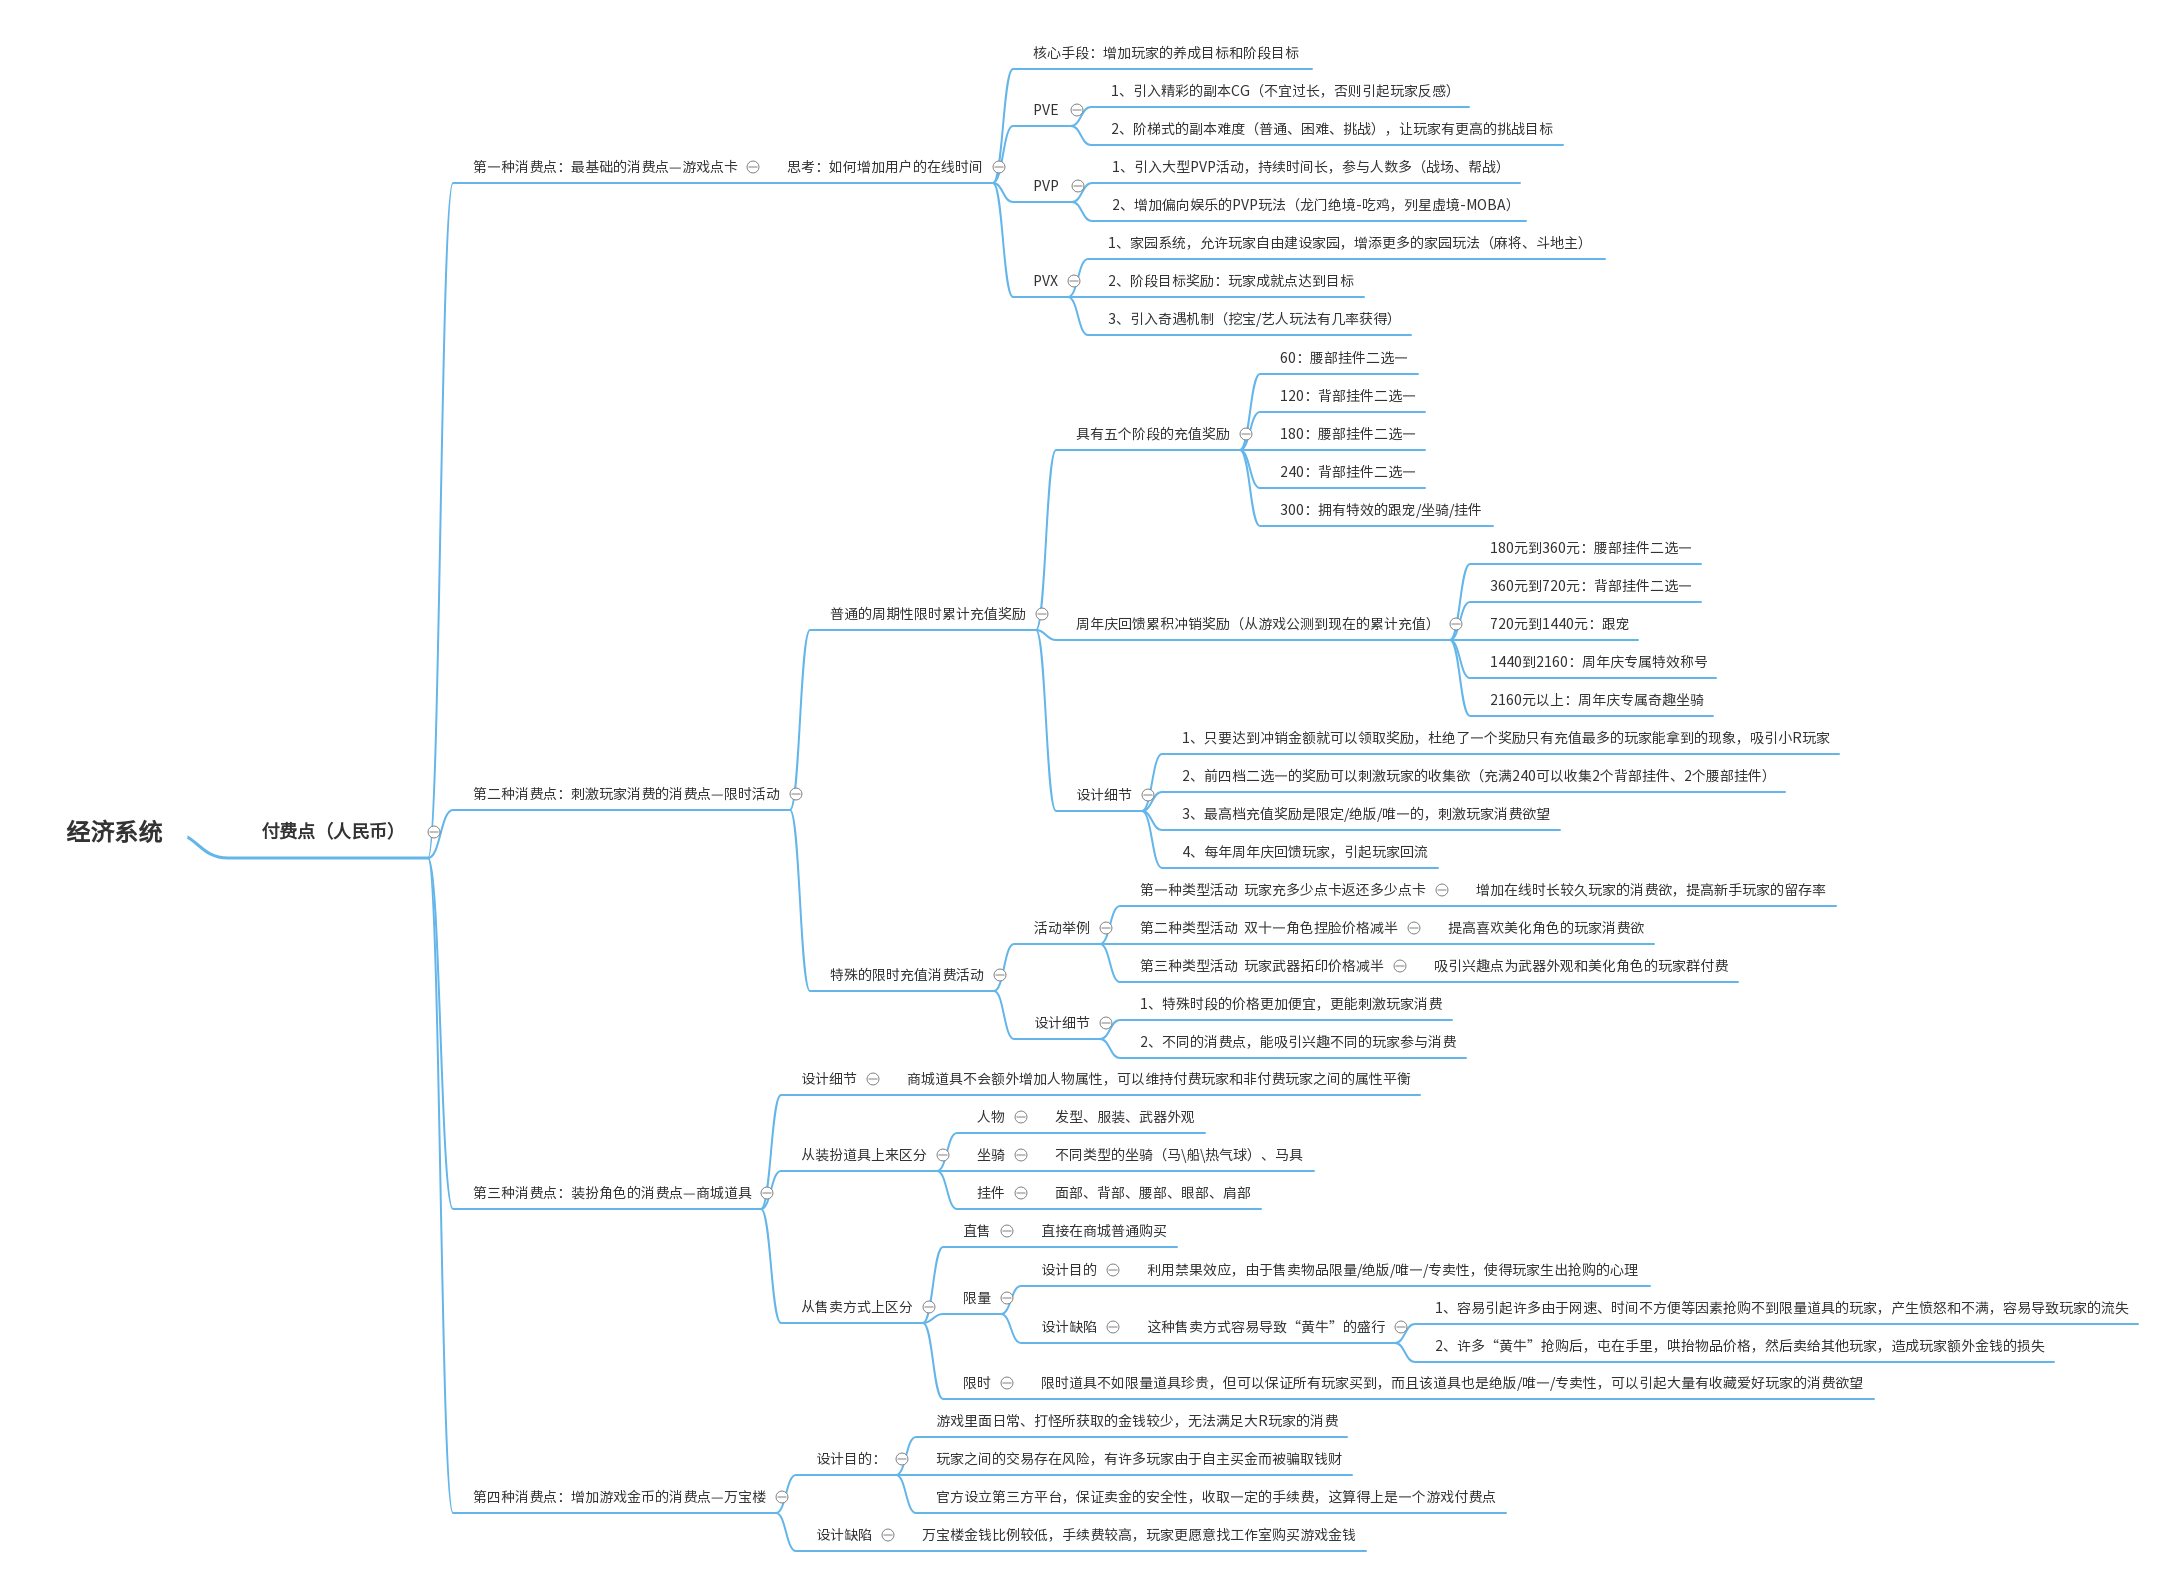 经济系统
付费点（人民币）
第一种消费点：最基础的消费点—游戏点卡
思考：如何增加用户的在线时间
核心手段：增加玩家的养成目标和阶段目标
PVE
1、引入精彩的副本CG（不宜过长，否则引起玩家反感）
2、阶梯式的副本难度（普通、困难、挑战），让玩家有更高的挑战目标
PVP
1、引入大型PVP活动，持续时间长，参与人数多（战场、帮战）
2、增加偏向娱乐的PVP玩法（龙门绝境-吃鸡，列星虚境-MOBA）
PVX
1、家园系统，允许玩家自由建设家园，增添更多的家园玩法（麻将、斗地主）
2、阶段目标奖励：玩家成就点达到目标
3、引入奇遇机制（挖宝/艺人玩法有几率获得）
第二种消费点：刺激玩家消费的消费点—限时活动
普通的周期性限时累计充值奖励
具有五个阶段的充值奖励
60：腰部挂件二选一
120：背部挂件二选一
180：腰部挂件二选一
240：背部挂件二选一
300：拥有特效的跟宠/坐骑/挂件
周年庆回馈累积冲销奖励（从游戏公测到现在的累计充值）
180元到360元：腰部挂件二选一
360元到720元：背部挂件二选一
720元到1440元：跟宠
1440到2160：周年庆专属特效称号
2160元以上：周年庆专属奇趣坐骑
设计细节
1、只要达到冲销金额就可以领取奖励，杜绝了一个奖励只有充值最多的玩家能拿到的现象，吸引小R玩家
2、前四档二选一的奖励可以刺激玩家的收集欲（充满240可以收集2个背部挂件、2个腰部挂件）
3、最高档充值奖励是限定/绝版/唯一的，刺激玩家消费欲望
4、每年周年庆回馈玩家，引起玩家回流
特殊的限时充值消费活动
活动举例
第一种类型活动 玩家充多少点卡返还多少点卡
增加在线时长较久玩家的消费欲，提高新手玩家的留存率
第二种类型活动 双十一角色捏脸价格减半
提高喜欢美化角色的玩家消费欲
第三种类型活动 玩家武器拓印价格减半
吸引兴趣点为武器外观和美化角色的玩家群付费
设计细节
1、特殊时段的价格更加便宜，更能刺激玩家消费
2、不同的消费点，能吸引兴趣不同的玩家参与消费
第三种消费点：装扮角色的消费点—商城道具
设计细节
商城道具不会额外增加人物属性，可以维持付费玩家和非付费玩家之间的属性平衡
从装扮道具上来区分
人物
发型、服装、武器外观
坐骑
不同类型的坐骑（马\船\热气球）、马具
挂件
面部、背部、腰部、眼部、肩部
从售卖方式上区分
直售
直接在商城普通购买
限量
设计目的
利用禁果效应，由于售卖物品限量/绝版/唯一/专卖性，使得玩家生出抢购的心理
设计缺陷
这种售卖方式容易导致“黄牛”的盛行
1、容易引起许多由于网速、时间不方便等因素抢购不到限量道具的玩家，产生愤怒和不满，容易导致玩家的流失
2、许多“黄牛”抢购后，屯在手里，哄抬物品价格，然后卖给其他玩家，造成玩家额外金钱的损失
限时
限时道具不如限量道具珍贵，但可以保证所有玩家买到，而且该道具也是绝版/唯一/专卖性，可以引起大量有收藏爱好玩家的消费欲望
第四种消费点：增加游戏金币的消费点—万宝楼
设计目的：
游戏里面日常、打怪所获取的金钱较少，无法满足大R玩家的消费
玩家之间的交易存在风险，有许多玩家由于自主买金而被骗取钱财
官方设立第三方平台，保证卖金的安全性，收取一定的手续费，这算得上是一个游戏付费点
设计缺陷
万宝楼金钱比例较低，手续费较高，玩家更愿意找工作室购买游戏金钱